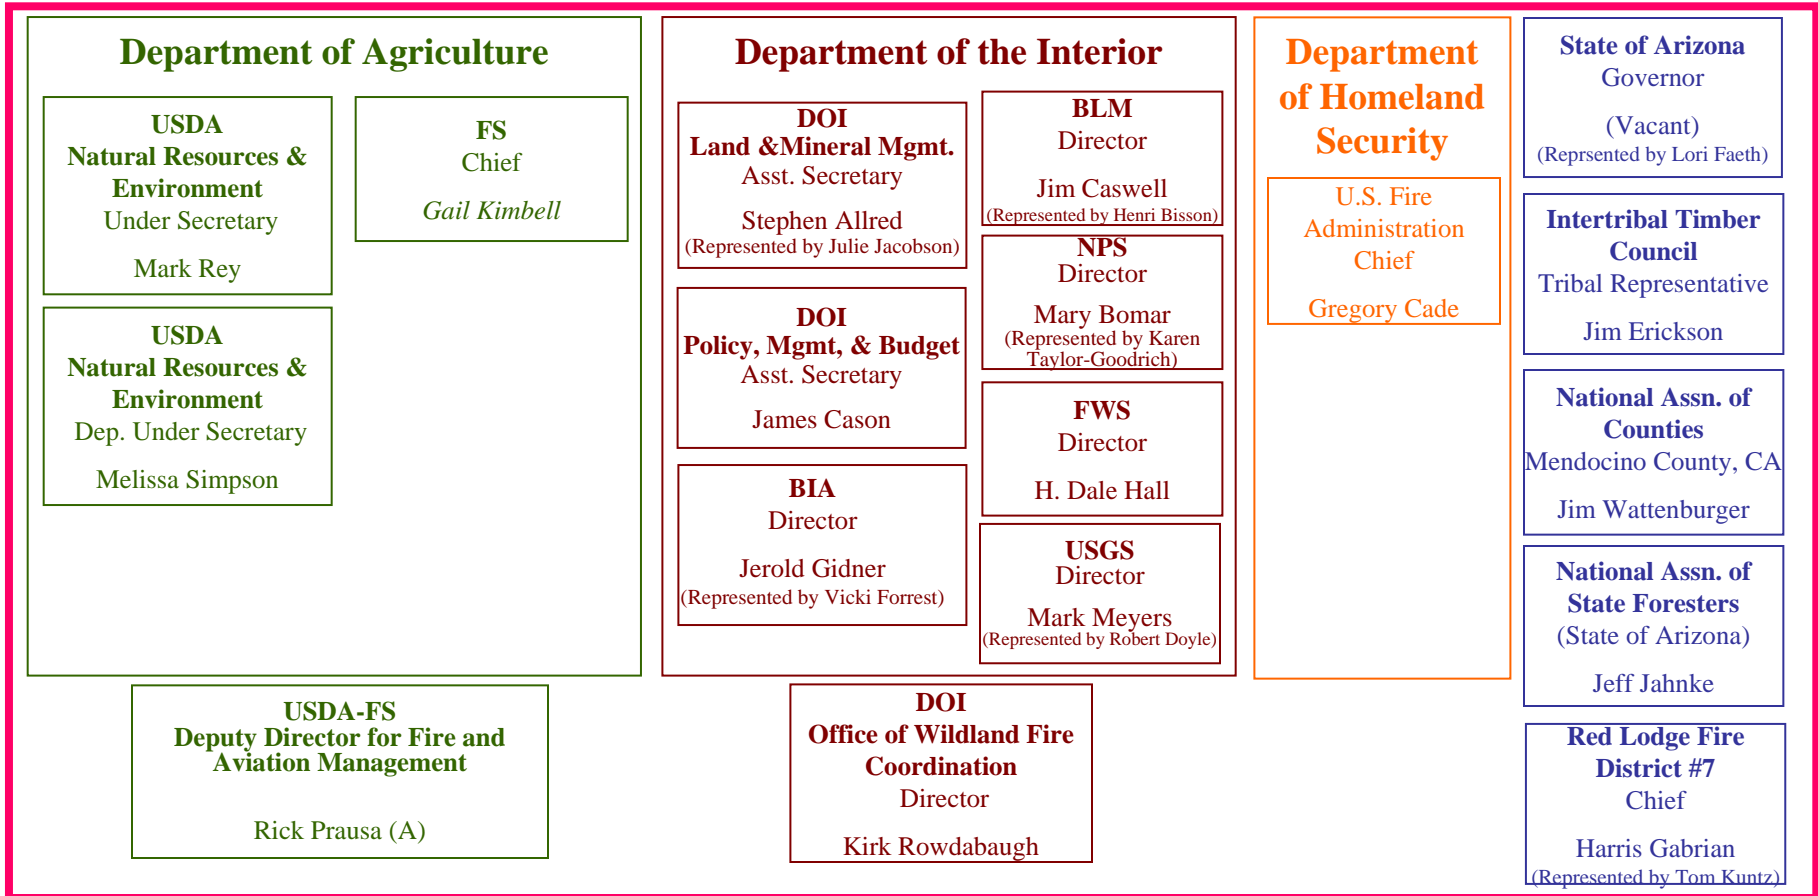 Department of Agriculture
USDA
Natural Resources &
Environment
Under Secretary
Mark Rey
FS
Chief
Gail Kimbell
USDA
Natural Resources &
Environment
Dep. Under Secretary
Melissa Simpson
USDA-FS
Deputy Director for Fire and
Aviation Management
Rick Prausa (A)
Department of the Interior
DOI
Land &Mineral Mgmt.
Asst. Secretary
Stephen Allred
(Represented by Julie Jacobson)
DOI
Policy, Mgmt, & Budget
Asst. Secretary
James Cason
BIA
Director
Jerold Gidner
(Represented by Vicki Forrest)
BLM
Director
Jim Caswell
(Represented by Henri Bisson)
NPS
Director
Mary Bomar
(Represented by Karen
Taylor-Goodrich)
FWS
Director
H. Dale Hall
USGS
Director
Mark Meyers
(Represented by Robert Doyle)
DOI
Office of Wildland Fire
Coordination
Director
Kirk Rowdabaugh
Department
of Homeland
Security
U.S. Fire
Administration
Chief
Gregory Cade
State of Arizona
Governor
(Vacant)
(Reprsented by Lori Faeth)
Intertribal Timber
Council
Tribal Representative
Jim Erickson
National Assn. of
Counties
Mendocino County, CA
Jim Wattenburger
National Assn. of
State Foresters
(State of Arizona)
Jeff Jahnke
Red Lodge Fire
District #7
Chief
Harris Gabrian
(Represented by Tom Kuntz)